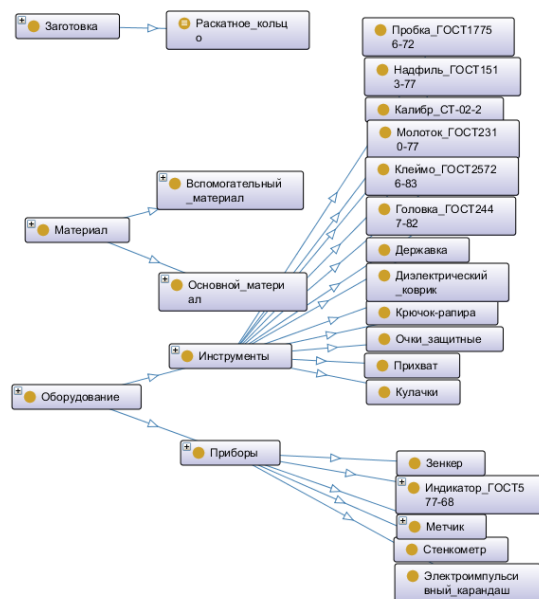 Заготовка
Раскатное_кольц
о
Пробка_ГОСТ1775
6-72
Надфиль_ГОСТ151
3-77
Калибр_СТ-02-2
Молоток_ГОСТ231
0-77
Клеймо_ГОСТ2572
6-83
Головка_ГОСТ244
7-82
Державка
Диэлектрический
_коврик
Крючок-рапира
Очки_защитные
Прихват
Кулачки
Вспомогательный
_материал
Материал
Основной_матери
ал
Инструменты
Оборудование
Приборы
Зенкер
Индикатор_ГОСТ5
77-68
Метчик
Стенкометр
Электроимпульси
вный_карандаш